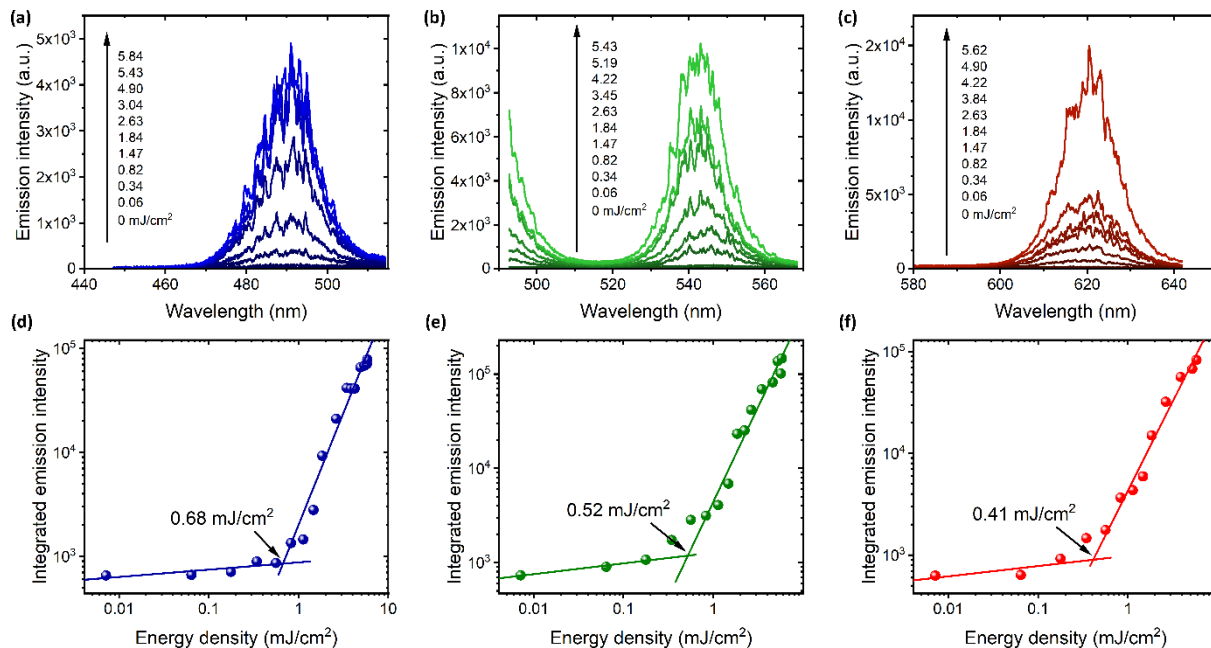 (a)
5x10³
4x10³
3x10³
2x10³
1x10³
0
Emission intensity (a.u.)
5.84
5.43
4.90
3.04
2.63
1.84
1.47
0.82
0.34
0.06
0 mJ/cm²
440
460
480
500
Wavelength (nm)
(b)
1x10⁴
8x10³
6x10³
4x10³
2x10³
0
Emission intensity (a.u.)
5.43
5.19
4.22
3.45
2.63
1.84
1.47
0.82
0.34
0.06
0 mJ/cm²
500
520
540
560
Wavelength (nm)
(c)
2x10⁴
1x10⁴
5x10³
0
Emission intensity (a.u.)
5.62
4.90
4.22
3.84
2.63
1.84
1.47
0.82
0.34
0.06
0 mJ/cm²
580
600
620
640
Wavelength (nm)
(d)
10⁵
10⁴
10³
Integrated emission intensity
0.68 mJ/cm²
0.01
0.1
1
10
Energy density (mJ/cm²)
(e)
10⁵
10⁴
10³
Integrated emission intensity
0.52 mJ/cm²
0.01
0.1
1
Energy density (mJ/cm²)
(f)
10⁵
10⁴
10³
Integrated emission intensity
0.41 mJ/cm²
0.01
0.1
1
Energy density (mJ/cm²)